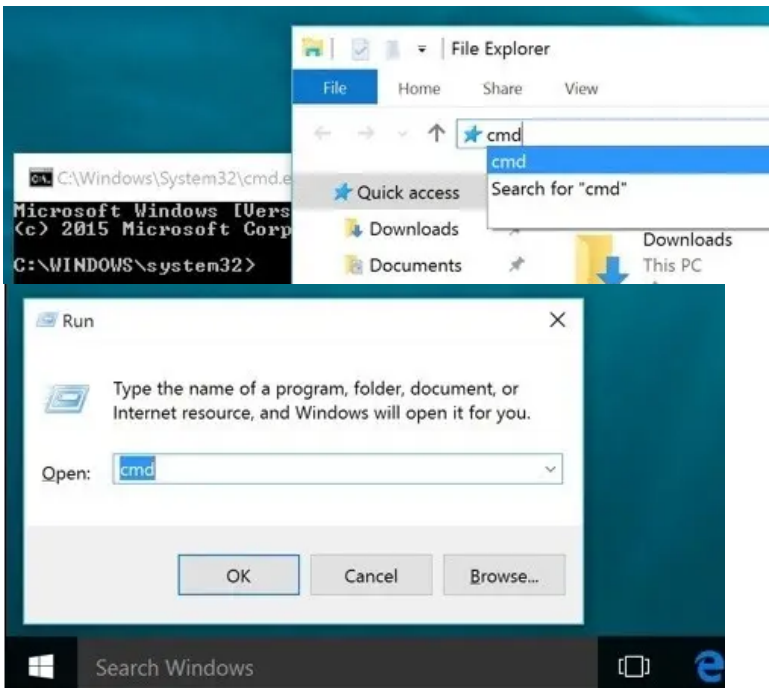 File Explorer
File Home Share View
cmd
cmd
Search for "cmd"
C:\Windows\System32\cmd.e
Microsoft Windows [Vers
(c) 2015 Microsoft Corp
C:\WINDOWS\system32>
Quick access
Downloads
Documents
Downloads
This PC
Run
Type the name of a program, folder, document, or
Internet resource, and Windows will open it for you.
Open: cmd
OK Cancel Browse...
Search Windows